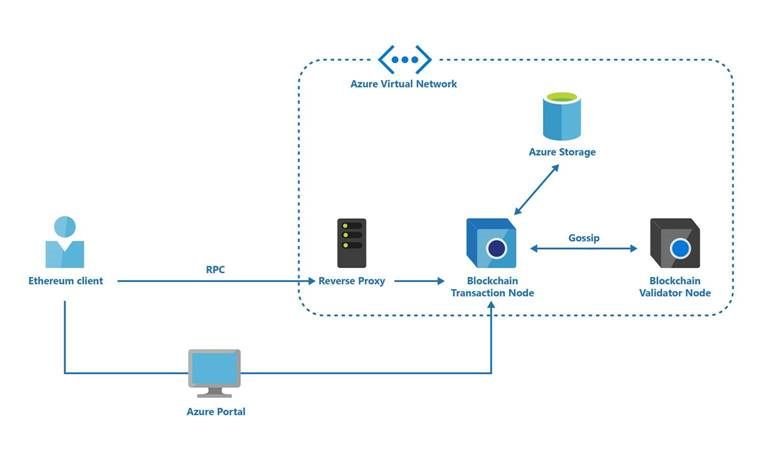 Azure Virtual Network
Azure Storage
Gossip
RPC
Ethereum client
Reverse Proxy
Blockchain
Transaction Node
Blockchain
Validator Node
Azure Portal